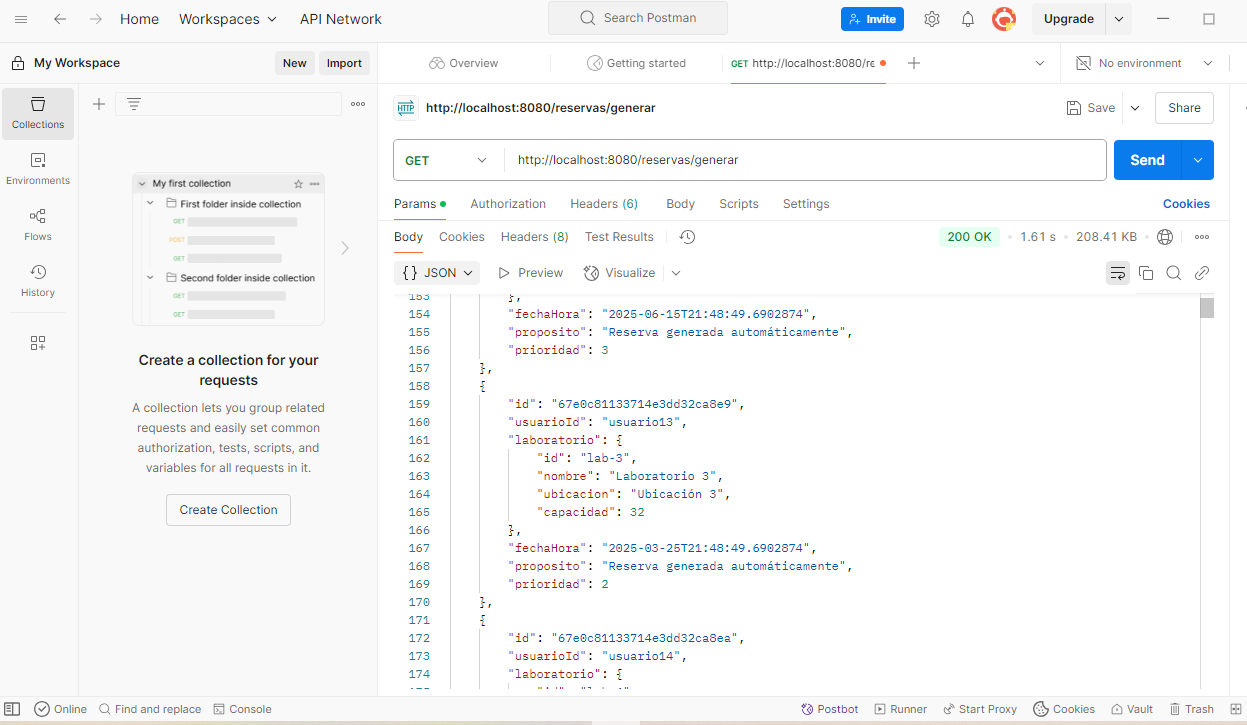 Home Workspaces API Network Search Postman Invite Upgrade
My Workspace New Import Overview Getting started GET http://localhost:8080/re No environment
Collections
Environments
Flows
History
My first collection
First folder inside collection
GET
POST
GET
Second folder inside collection
GET
GET
Create a collection for your
requests
A collection lets you group related
requests and easily set common
authorization, tests, scripts, and
variables for all requests in it.
Create Collection
HTTP http://localhost:8080/reservas/generar Save Share
GET http://localhost:8080/reservas/generar Send
Params Authorization Headers (6) Body Scripts Settings Cookies
Body Cookies Headers (8) Test Results 200 OK 1.61 s 208.41 KB
{} JSON Preview Visualize
153 },
154 "fechaHora": "2025-06-15T21:48:49.6902874",
155 "proposito": "Reserva generada automáticamente",
156 "prioridad": 3
157 },
158 {
159 "id": "67e0c81133714e3dd32ca8e9",
160 "usuarioId": "usuario13",
161 "laboratorio": {
162 "id": "lab-3",
163 "nombre": "Laboratorio 3",
164 "ubicacion": "Ubicación 3",
165 "capacidad": 32
166 },
167 "fechaHora": "2025-03-25T21:48:49.6902874",
168 "proposito": "Reserva generada automáticamente",
169 "prioridad": 2
170 },
171 {
172 "id": "67e0c81133714e3dd32ca8ea",
173 "usuarioId": "usuario14",
174 "laboratorio": {
Online Find and replace Console Postbot Runner Start Proxy Cookies Vault Trash